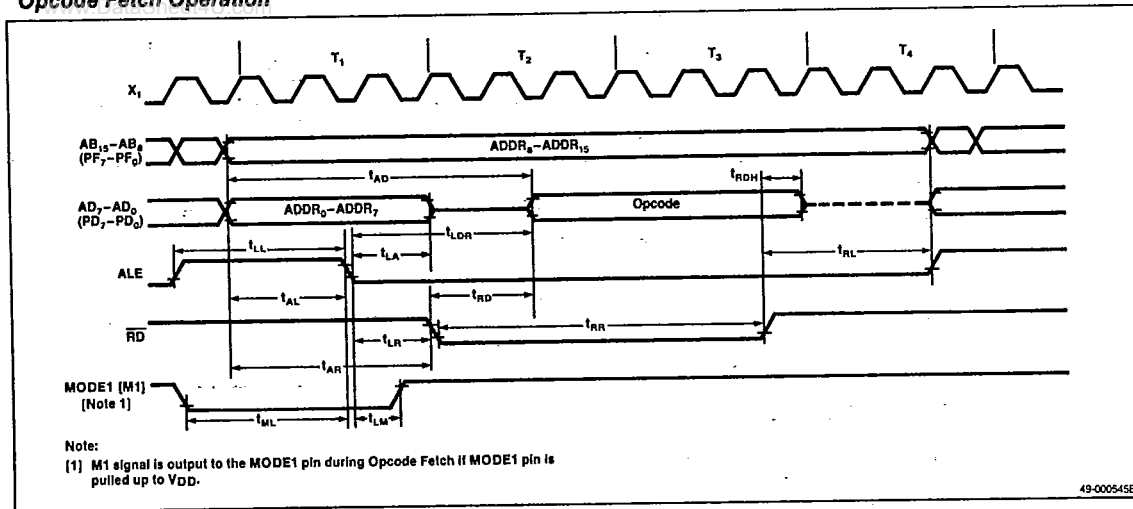 Opcode Fetch Operation
T1 T2 T3 T4
X1
AB15–AB8
(PF7–PF0)
ADDR8–ADDR15
tAD
tRDH
AD7–AD0
(PD7–PD0)
ADDR0–ADDR7
Opcode
tLL
tLDR
tLA
tRL
ALE
tAL
tRD
RD
tRR
tLR
tAR
MODE1 [M1]
[Note 1]
tML
tLM
Note:
[1] M1 signal is output to the MODE1 pin during Opcode Fetch if MODE1 pin is
pulled up to VDD.
49-000545B